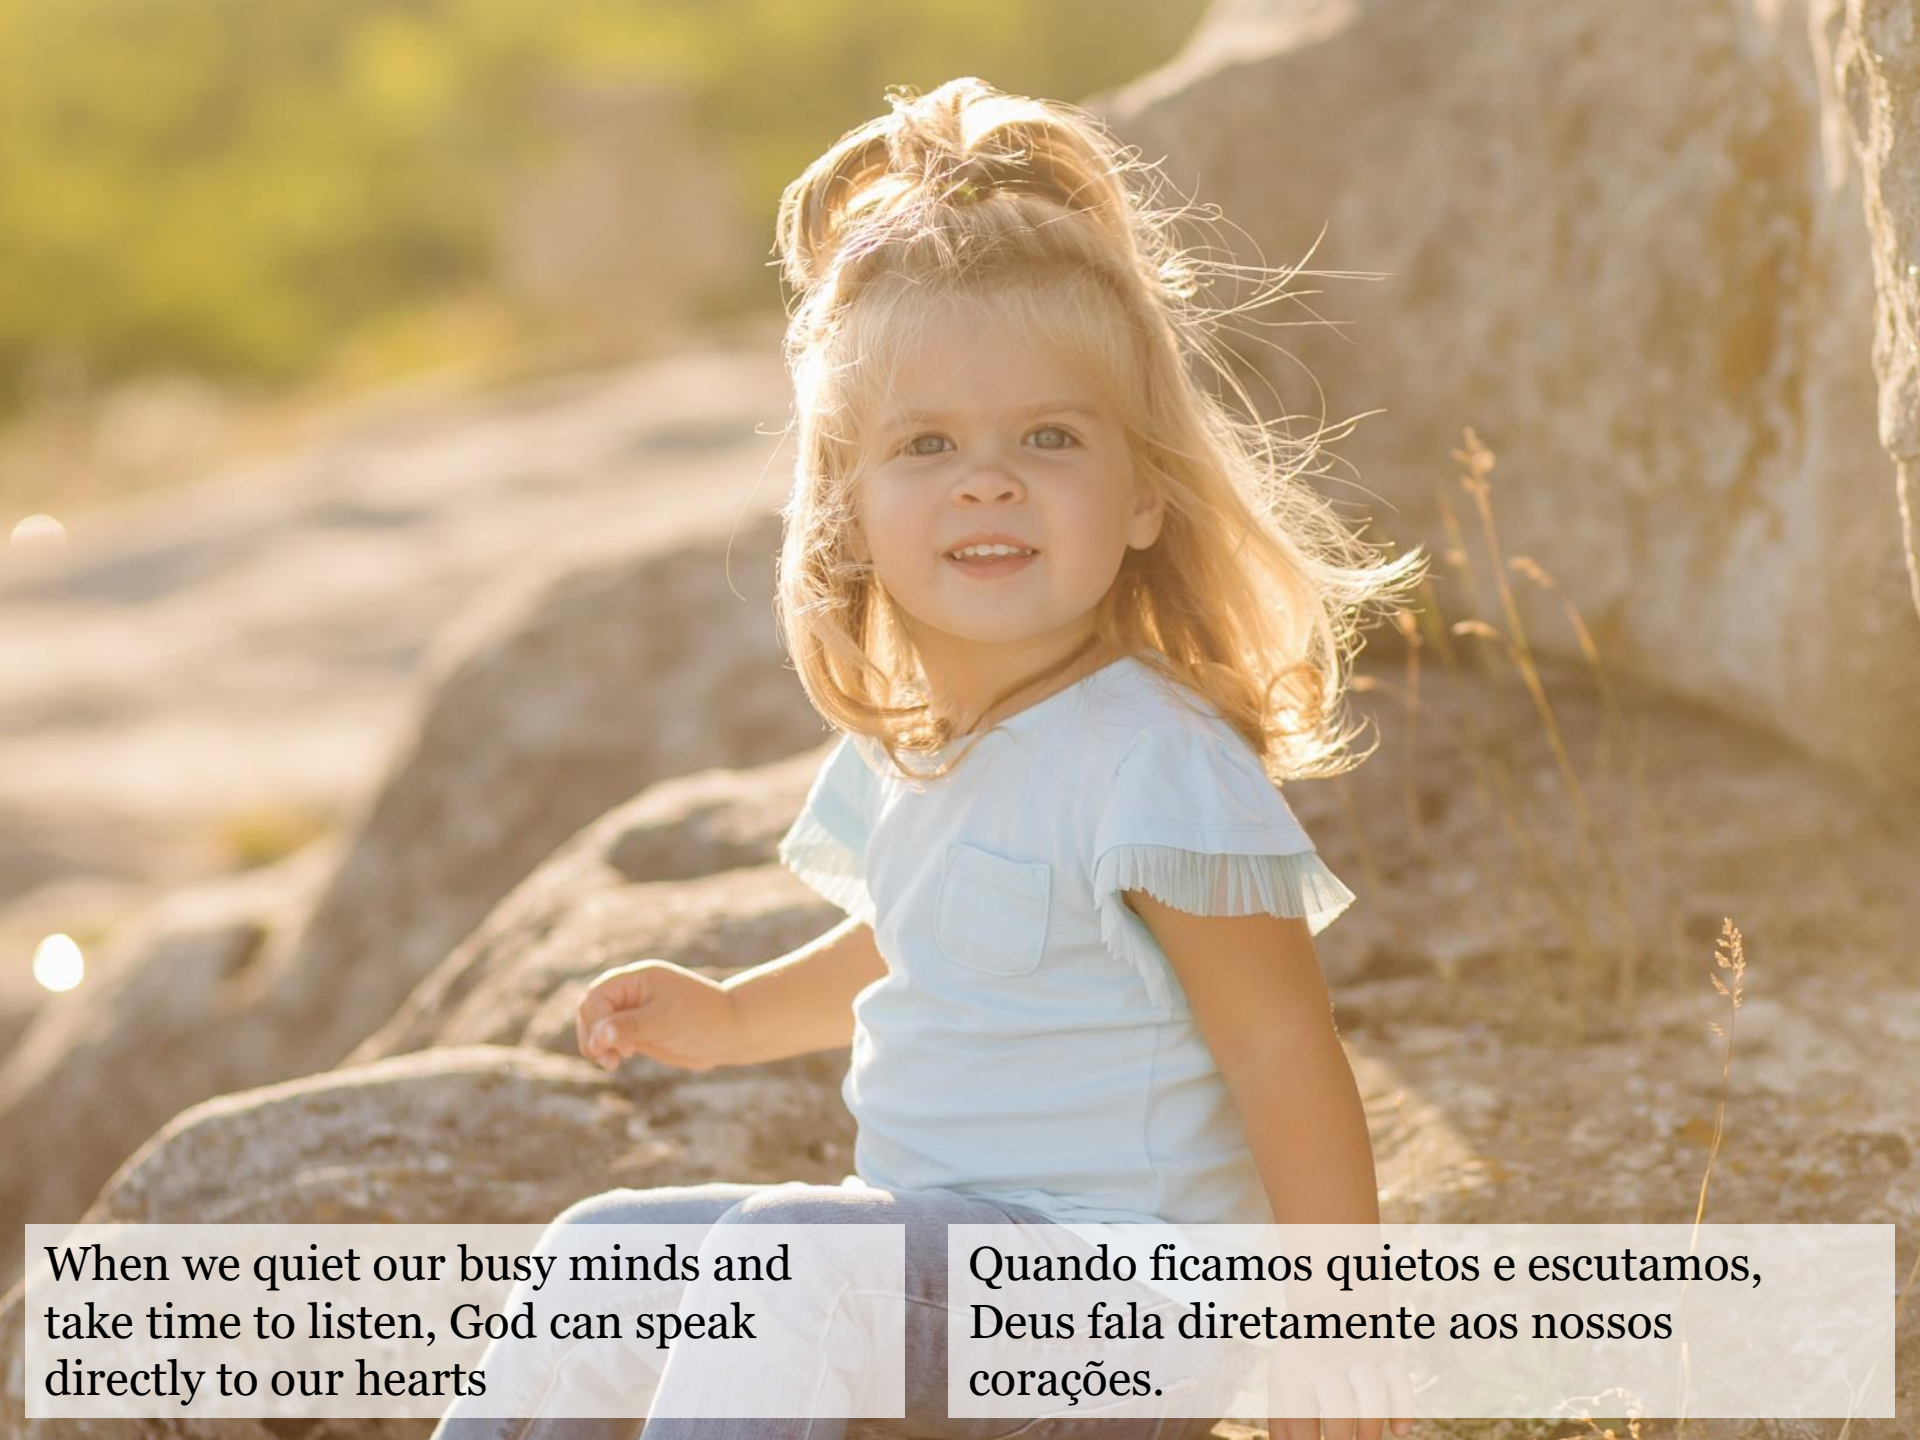 When we quiet our busy minds and
take time to listen, God can speak
directly to our hearts
Quando ficamos quietos e escutamos,
Deus fala diretamente aos nossos
corações.